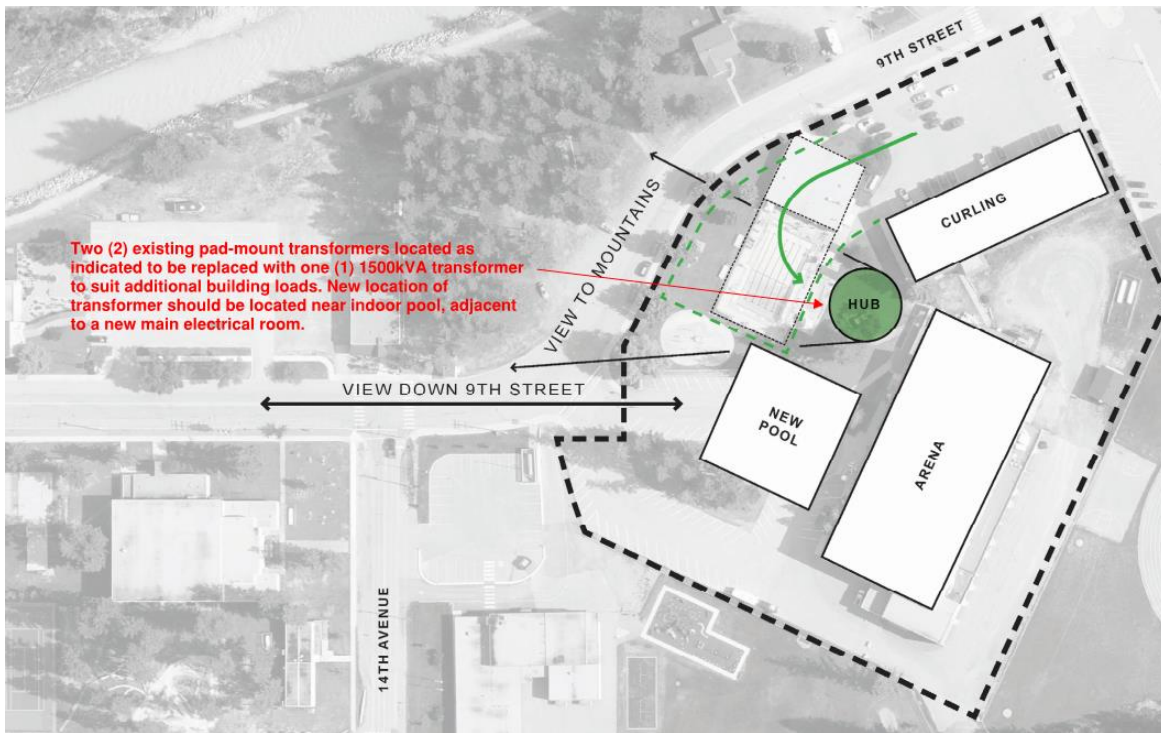 9TH STREET
CURLING
VIEW TO MOUNTAINS
Two (2) existing pad-mount transformers located as
indicated to be replaced with one (1) 1500kVA transformer
to suit additional building loads. New location of
transformer should be located near indoor pool, adjacent
to a new main electrical room.
HUB
VIEW DOWN 9TH STREET
NEW
POOL
ARENA
14TH AVENUE